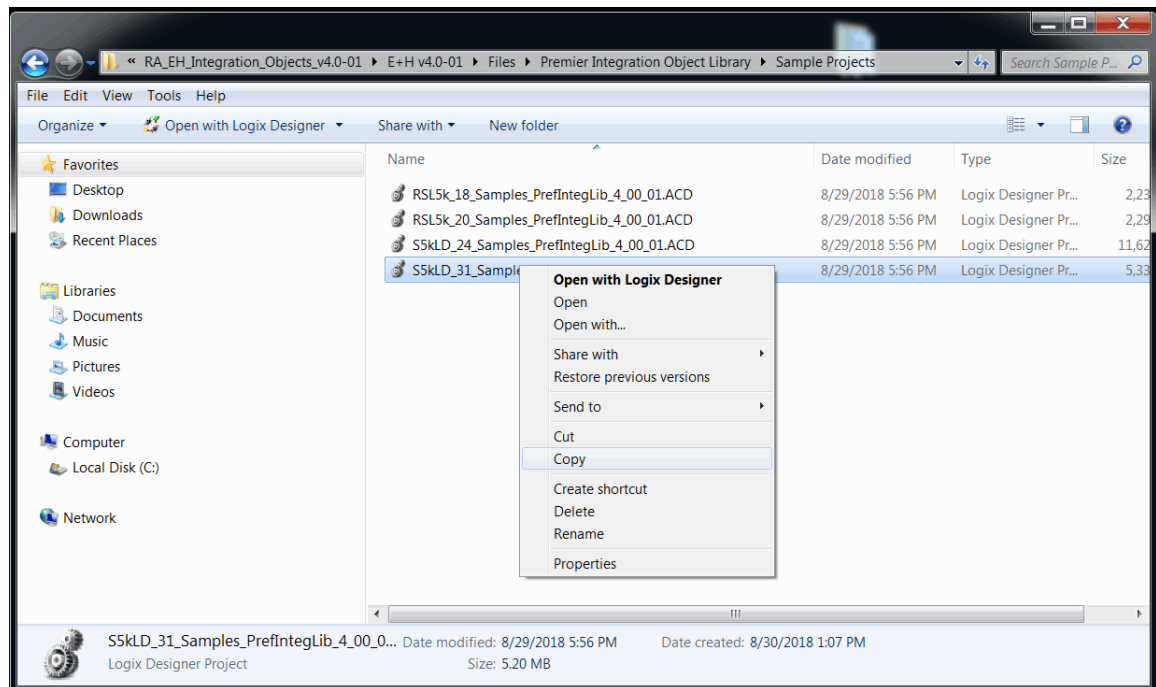 « RA_EH_Integration_Objects_v4.0-01 ▸ E+H v4.0-01 ▸ Files ▸ Premier Integration Object Library ▸ Sample Projects
Search Sample P...
File Edit View Tools Help
Organize Open with Logix Designer Share with New folder
Name Date modified Type Size
RSL5k_18_Samples_PrefIntegLib_4_00_01.ACD 8/29/2018 5:56 PM Logix Designer Pr... 2,23
RSL5k_20_Samples_PrefIntegLib_4_00_01.ACD 8/29/2018 5:56 PM Logix Designer Pr... 2,29
S5kLD_24_Samples_PrefIntegLib_4_00_01.ACD 8/29/2018 5:56 PM Logix Designer Pr... 11,62
S5kLD_31_Sample 8/29/2018 5:56 PM Logix Designer Pr... 5,33
Favorites
Desktop
Downloads
Recent Places
Libraries
Documents
Music
Pictures
Videos
Computer
Local Disk (C:)
Network
Open with Logix Designer
Open
Open with...
Share with
Restore previous versions
Send to
Cut
Copy
Create shortcut
Delete
Rename
Properties
S5kLD_31_Samples_PrefIntegLib_4_00_0... Date modified: 8/29/2018 5:56 PM Date created: 8/30/2018 1:07 PM
Logix Designer Project Size: 5.20 MB